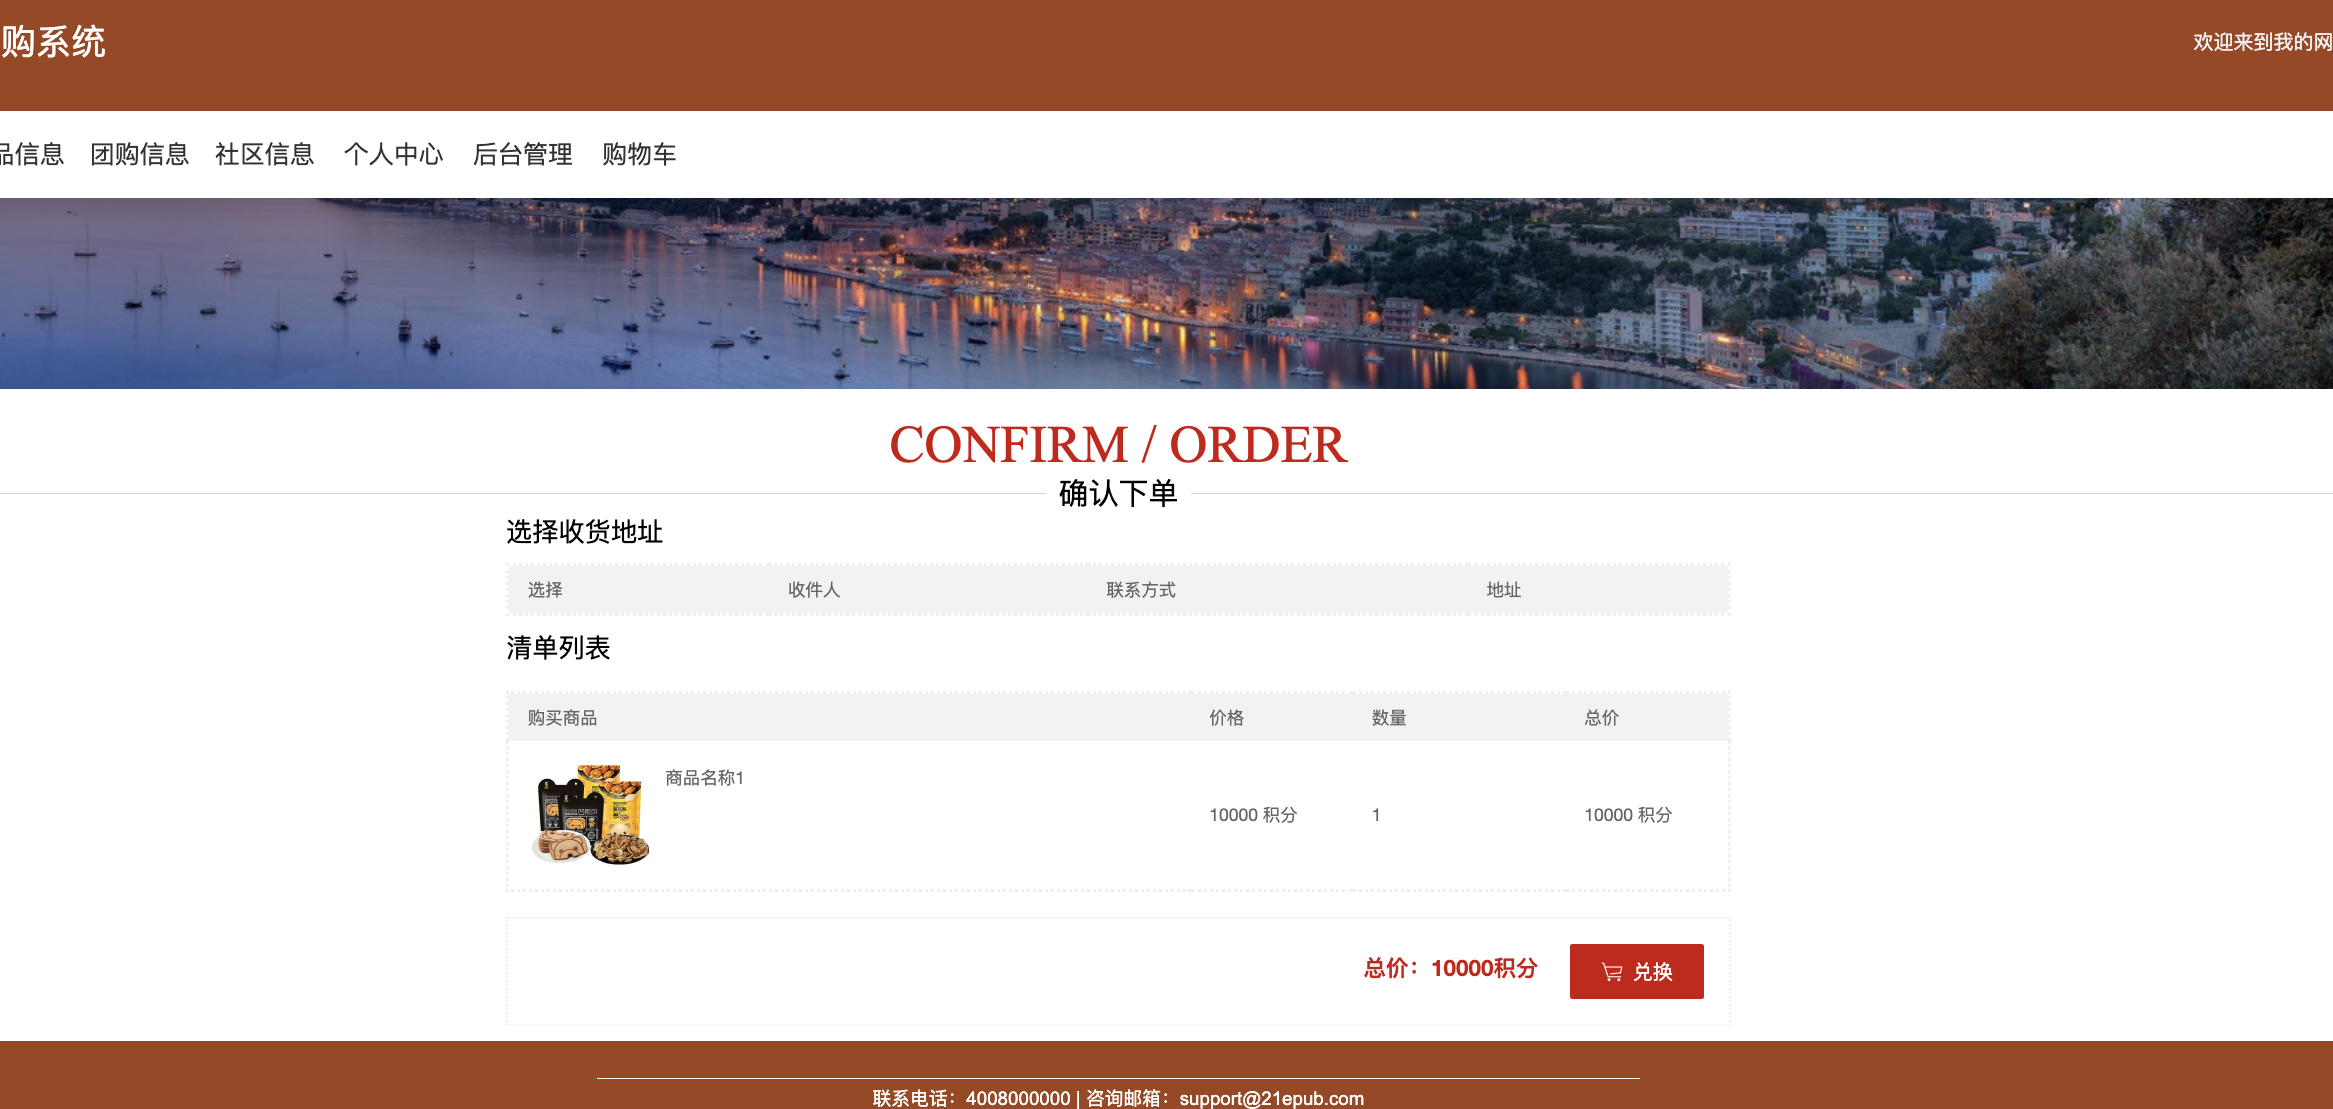 购系统
欢迎来到我的网
品信息 团购信息 社区信息 个人中心 后台管理 购物车
CONFIRM / ORDER
确认下单
选择收货地址
选择 收件人 联系方式 地址
清单列表
购买商品 价格 数量 总价
商品名称1
10000 积分 1 10000 积分
总价：10000积分 兑换
联系电话：4008000000 | 咨询邮箱：support@21epub.com